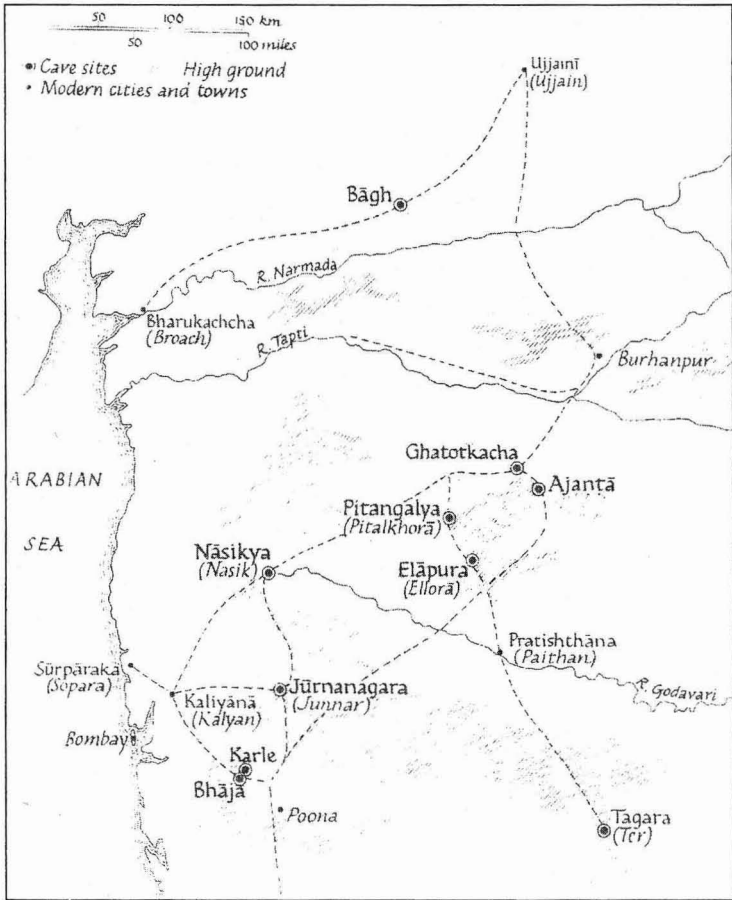 50 100 150 km
50 100 miles
Cave sites High ground
Modern cities and towns
Ujjainī
(Ujjain)
Bāgh
R. Narmada
Bharukachcha
(Broach)
R. Tapti
Burhanpur
Ghatotkacha
ARABIAN
SEA
Ajantā
Pitangalya
(Pitalkhorā)
Nāsikya
(Nasik)
Elāpura
(Ellorā)
Pratishthāna
(Paithan)
R. Godavari
Sūrpāraka
(Sopara)
Kaliyānā
(Kalyan)
Jūrnanagara
(Junnar)
Bombay
Karle
Bhājā
Poona
Tagara
(Ter)